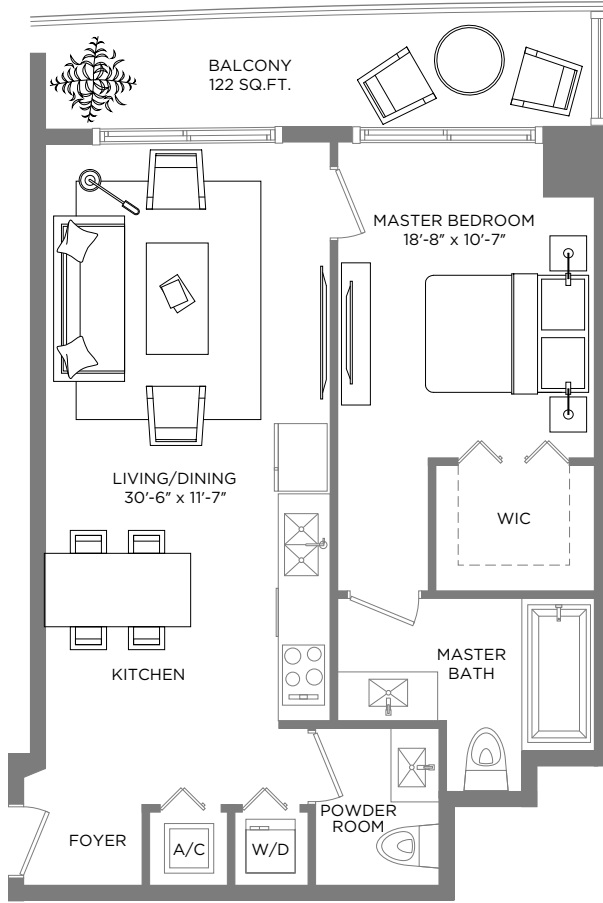 BALCONY
122 SQ.FT.
MASTER BEDROOM
18'-8" x 10'-7"
LIVING/DINING
30'-6" x 11'-7"
WIC
KITCHEN
MASTER
BATH
POWDER
ROOM
FOYER
A/C
W/D